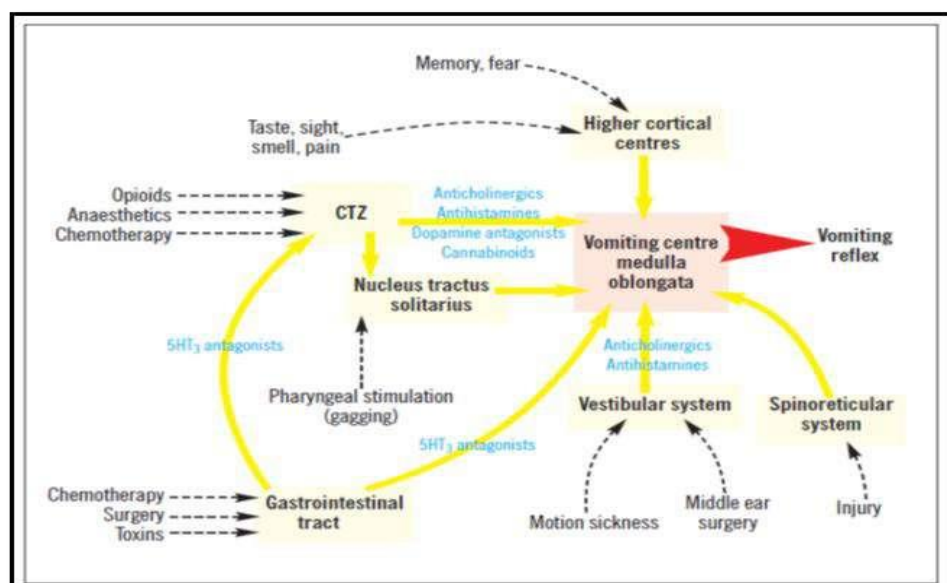 Memory, fear
Taste, sight,
smell, pain
Higher cortical
centres
Opioids
Anaesthetics
Chemotherapy
CTZ
Anticholinergics
Antihistamines
Dopamine antagonists
Cannabinoids
Vomiting centre
medulla
oblongata
Vomiting
reflex
Nucleus tractus
solitarius
5HT₃ antagonists
Pharyngeal stimulation
(gagging)
Anticholinergics
Antihistamines
Vestibular system
Spinoreticular
system
5HT₃ antagonists
Chemotherapy
Surgery
Toxins
Gastrointestinal
tract
Motion sickness
Middle ear
surgery
Injury